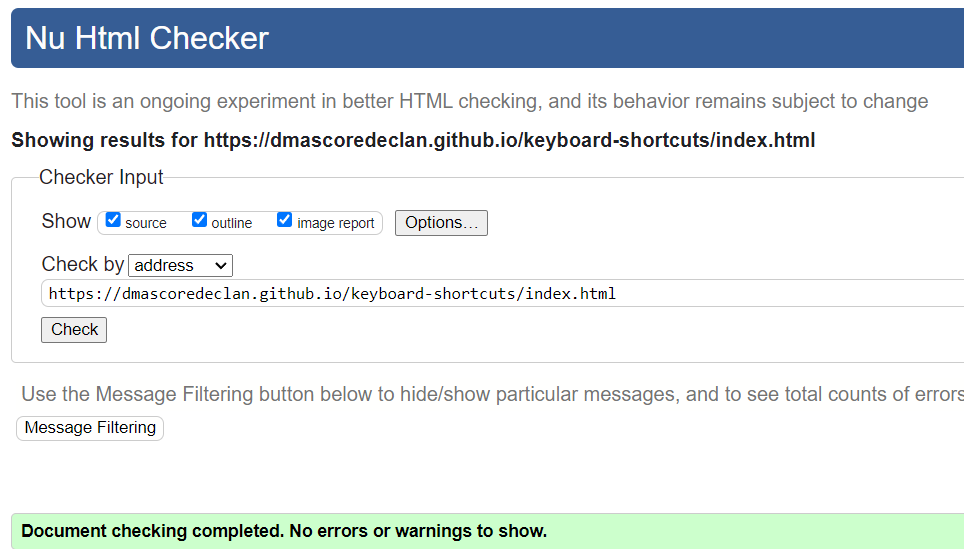 Nu Html Checker
This tool is an ongoing experiment in better HTML checking, and its behavior remains subject to change
Showing results for https://dmascoredeclan.github.io/keyboard-shortcuts/index.html
Checker Input
Show source outline image report Options...
Check by address
https://dmascoredeclan.github.io/keyboard-shortcuts/index.html
Check
Use the Message Filtering button below to hide/show particular messages, and to see total counts of errors
Message Filtering
Document checking completed. No errors or warnings to show.